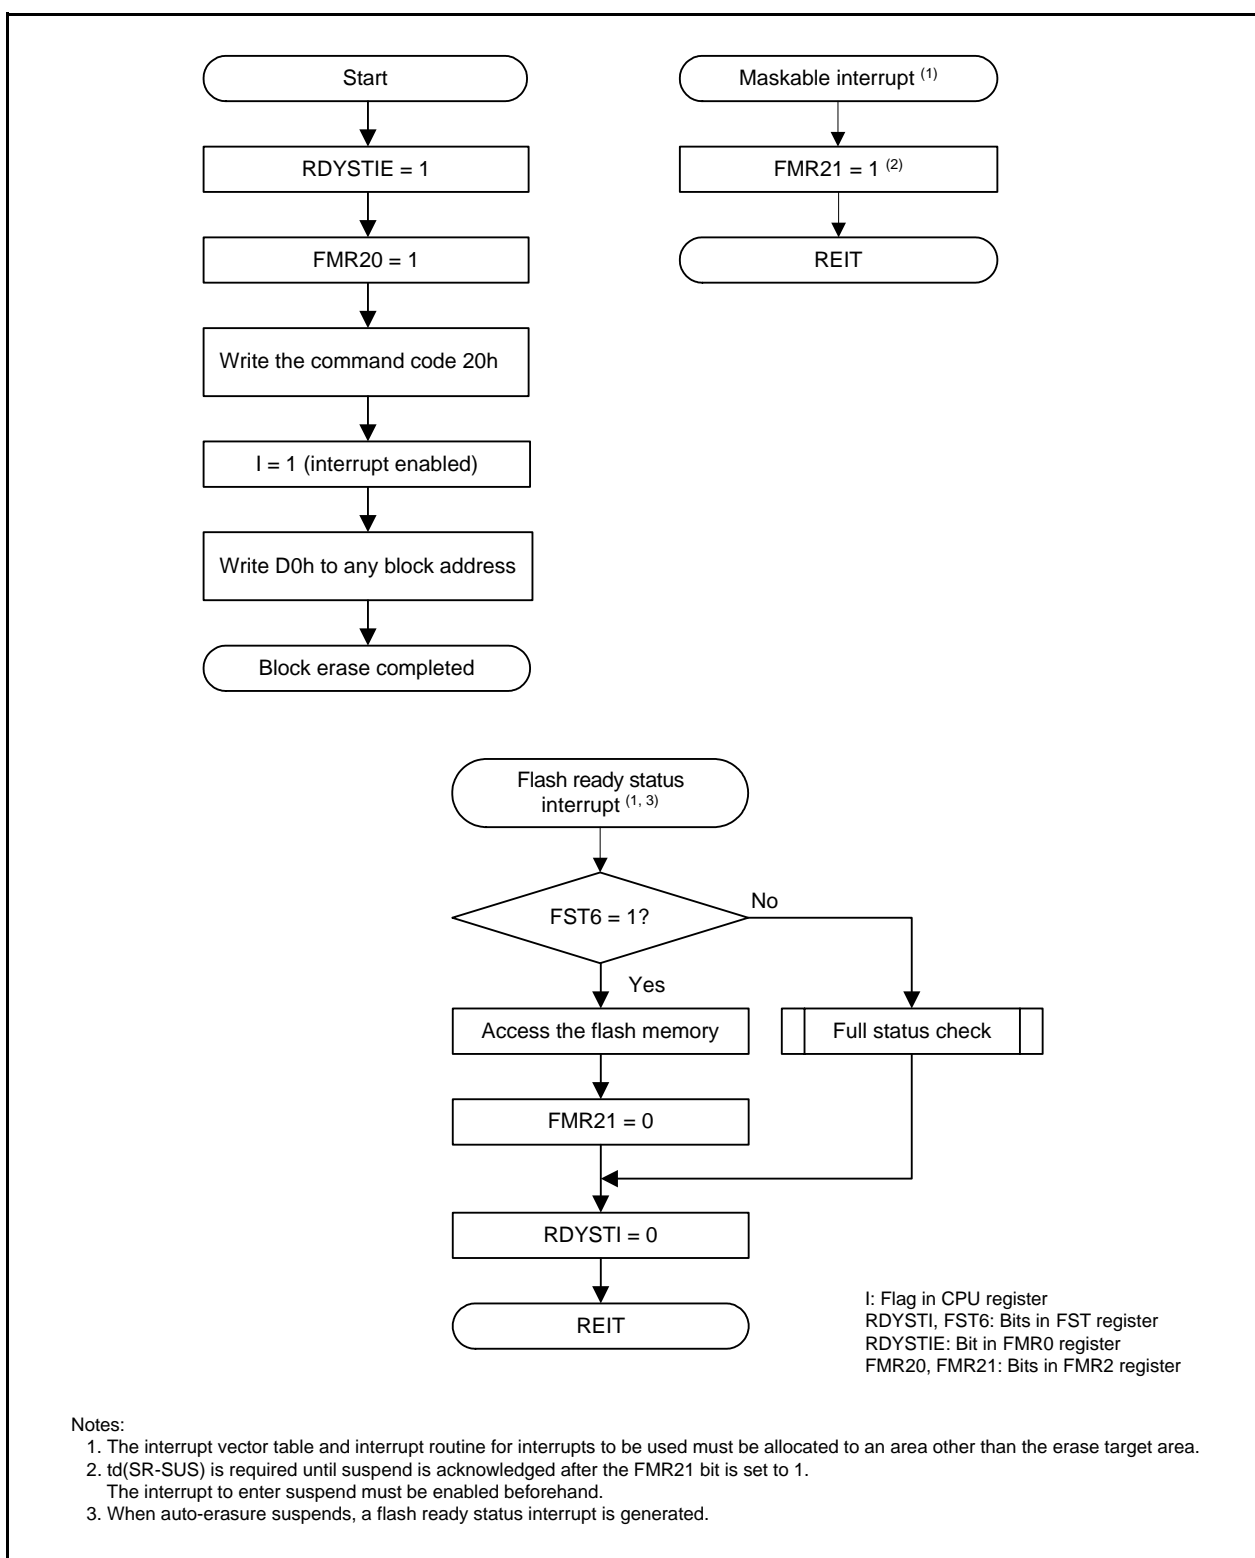 Start
RDYSTIE = 1
FMR20 = 1
Write the command code 20h
I = 1 (interrupt enabled)
Write D0h to any block address
Block erase completed
Maskable interrupt (1)
FMR21 = 1 (2)
REIT
Flash ready status
interrupt (1, 3)
FST6 = 1?
No
Yes
Access the flash memory
Full status check
FMR21 = 0
RDYSTI = 0
REIT
I: Flag in CPU register
RDYSTI, FST6: Bits in FST register
RDYSTIE: Bit in FMR0 register
FMR20, FMR21: Bits in FMR2 register
Notes:
1. The interrupt vector table and interrupt routine for interrupts to be used must be allocated to an area other than the erase target area.
2. td(SR-SUS) is required until suspend is acknowledged after the FMR21 bit is set to 1.
The interrupt to enter suspend must be enabled beforehand.
3. When auto-erasure suspends, a flash ready status interrupt is generated.